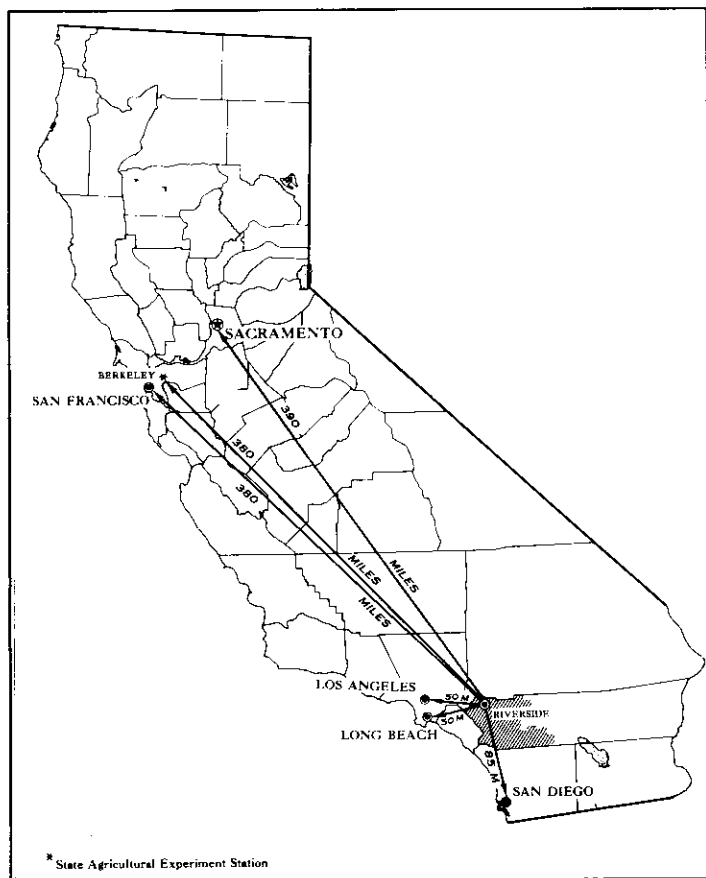 SACRAMENTO
BERKELEY *
SAN FRANCISCO
390
380
380
MILES
MILES
MILES
LOS ANGELES
50 M
RIVERSIDE
50 M
LONG BEACH
85 M
SAN DIEGO
* State Agricultural Experiment Station